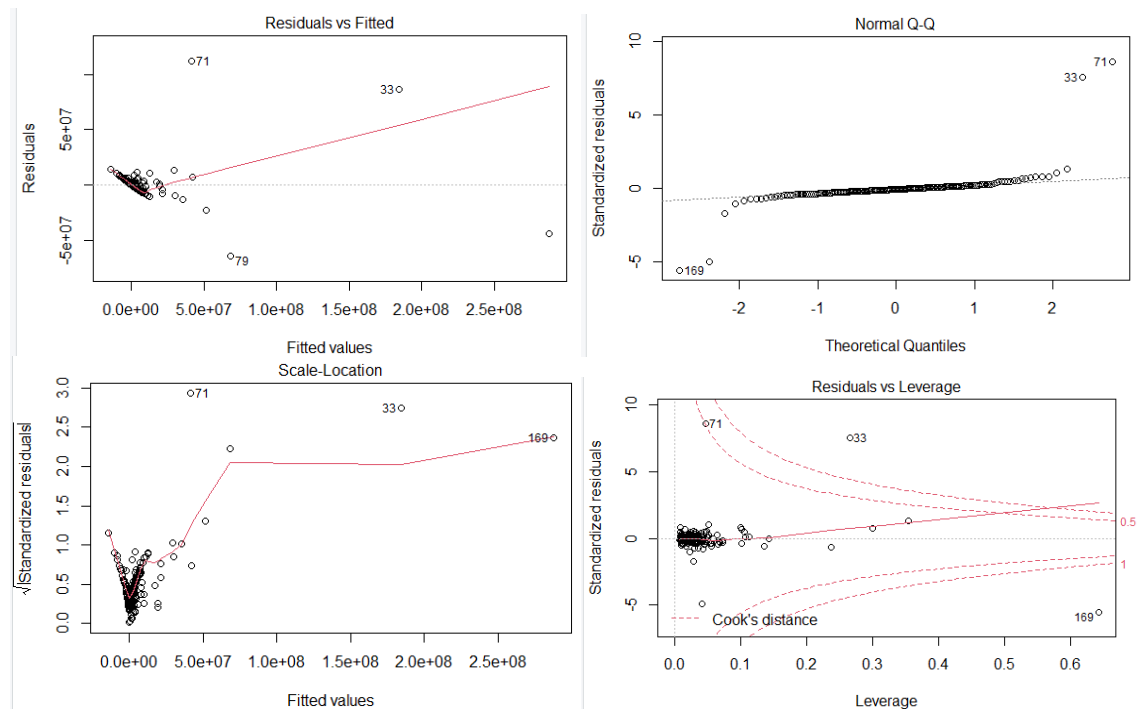 Residuals vs Fitted
Residuals
5e+07
-5e+07
71
33
79
0.0e+00 5.0e+07 1.0e+08 1.5e+08 2.0e+08 2.5e+08
Fitted values
Normal Q-Q
Standardized residuals
10
5
0
-5
71
33
169
-2 -1 0 1 2
Theoretical Quantiles
Scale-Location
√|Standardized residuals|
3.0
2.5
2.0
1.5
1.0
0.5
0.0
71
33
169
0.0e+00 5.0e+07 1.0e+08 1.5e+08 2.0e+08 2.5e+08
Fitted values
Residuals vs Leverage
Standardized residuals
10
5
0
-5
71
33
0.5
1
169
Cook's distance
0.0 0.1 0.2 0.3 0.4 0.5 0.6
Leverage